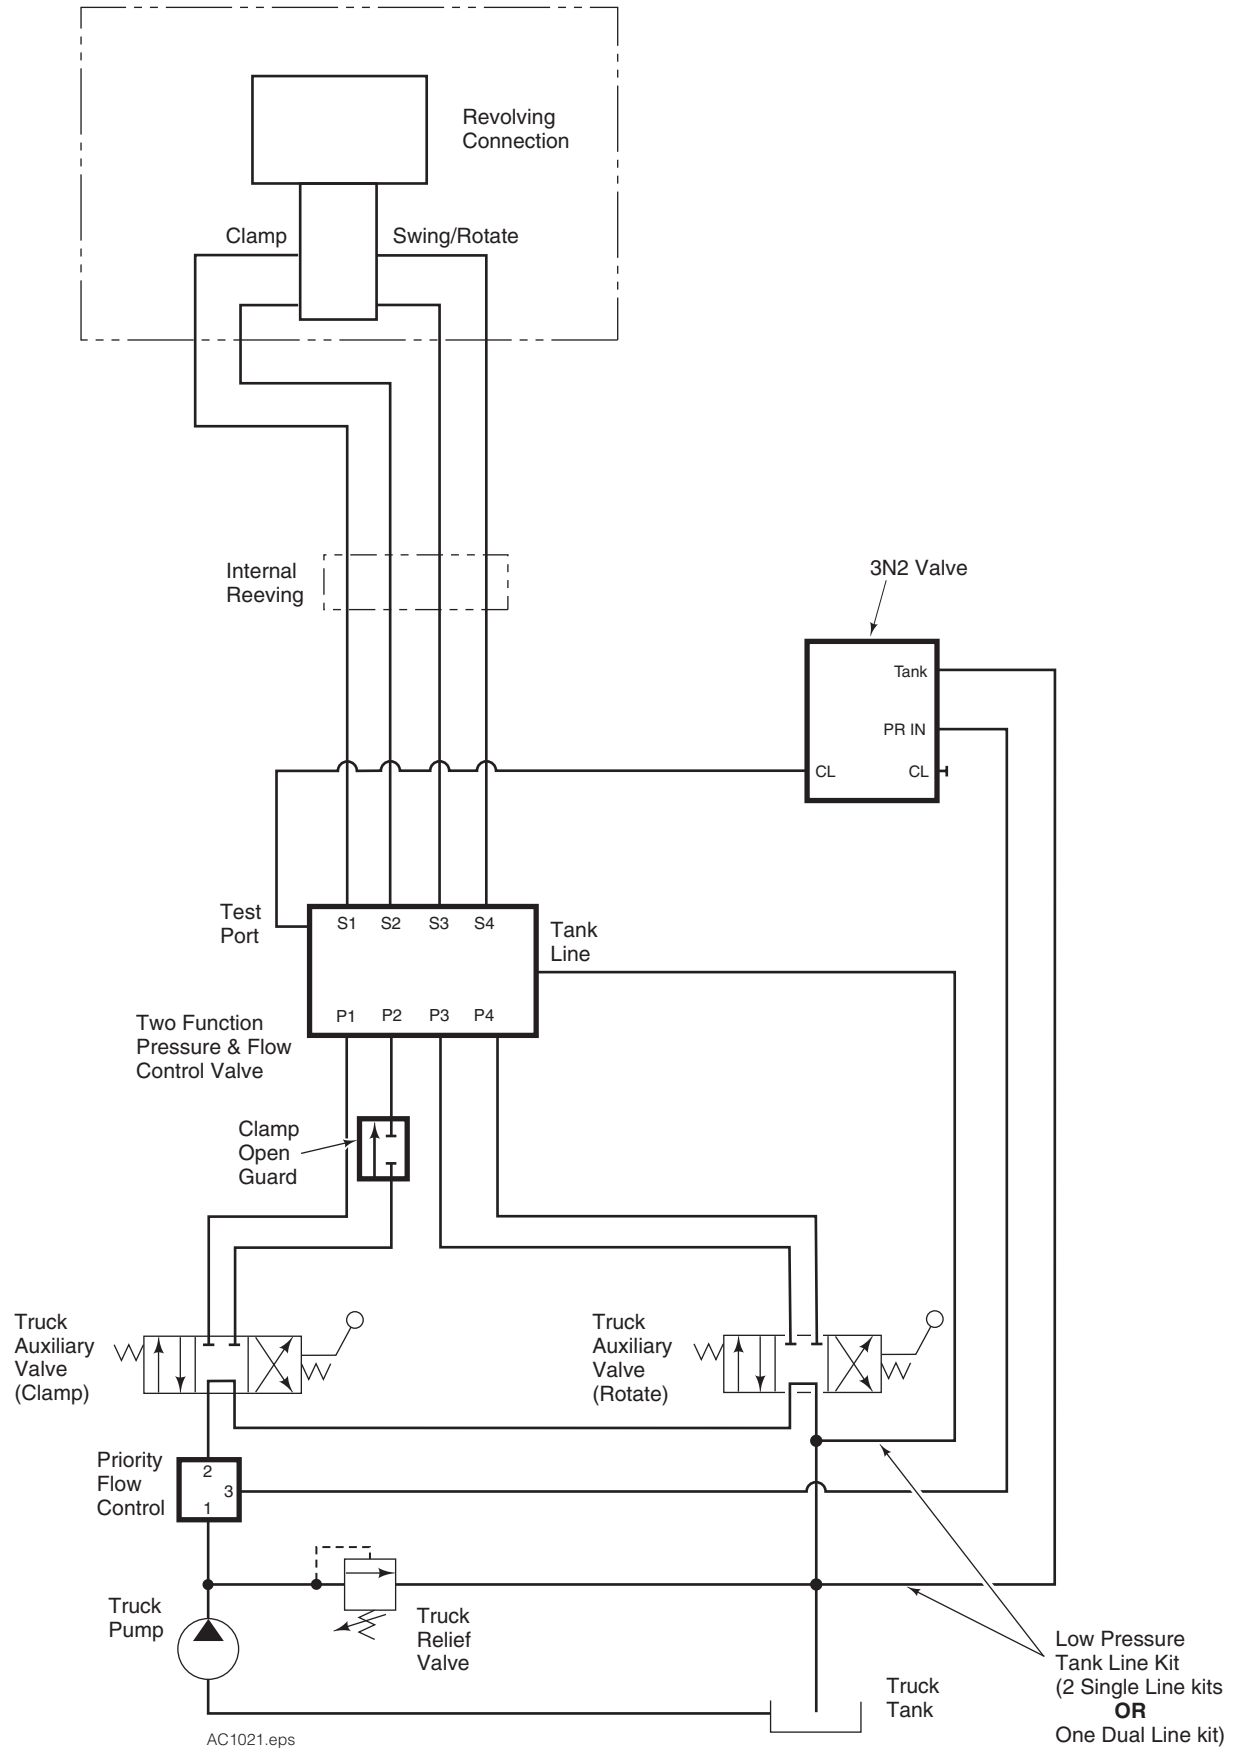 Revolving
Connection
Clamp
Swing/Rotate
Internal
Reeving
3N2 Valve
Tank
PR IN
CL
CL
Test
Port
S1
S2
S3
S4
Tank
Line
P1
P2
P3
P4
Two Function
Pressure & Flow
Control Valve
Clamp
Open
Guard
Truck
Auxiliary
Valve
(Clamp)
Truck
Auxiliary
Valve
(Rotate)
Priority
Flow
Control
2
3
1
Truck
Pump
Truck
Relief
Valve
Truck
Tank
Low Pressure
Tank Line Kit
(2 Single Line kits
OR
One Dual Line kit)
AC1021.eps